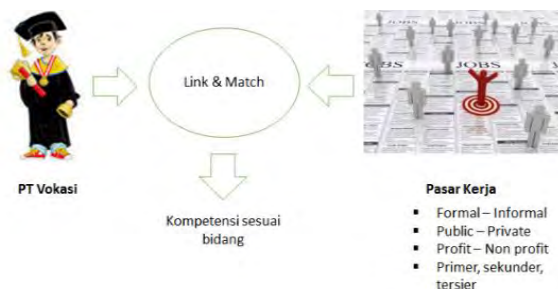 JOBS
JOBS
Link & Match
PT Vokasi
Pasar Kerja
Kompetensi sesuai
bidang
▪ Formal – Informal
▪ Public – Private
▪ Profit – Non profit
▪ Primer, sekunder,
tersier